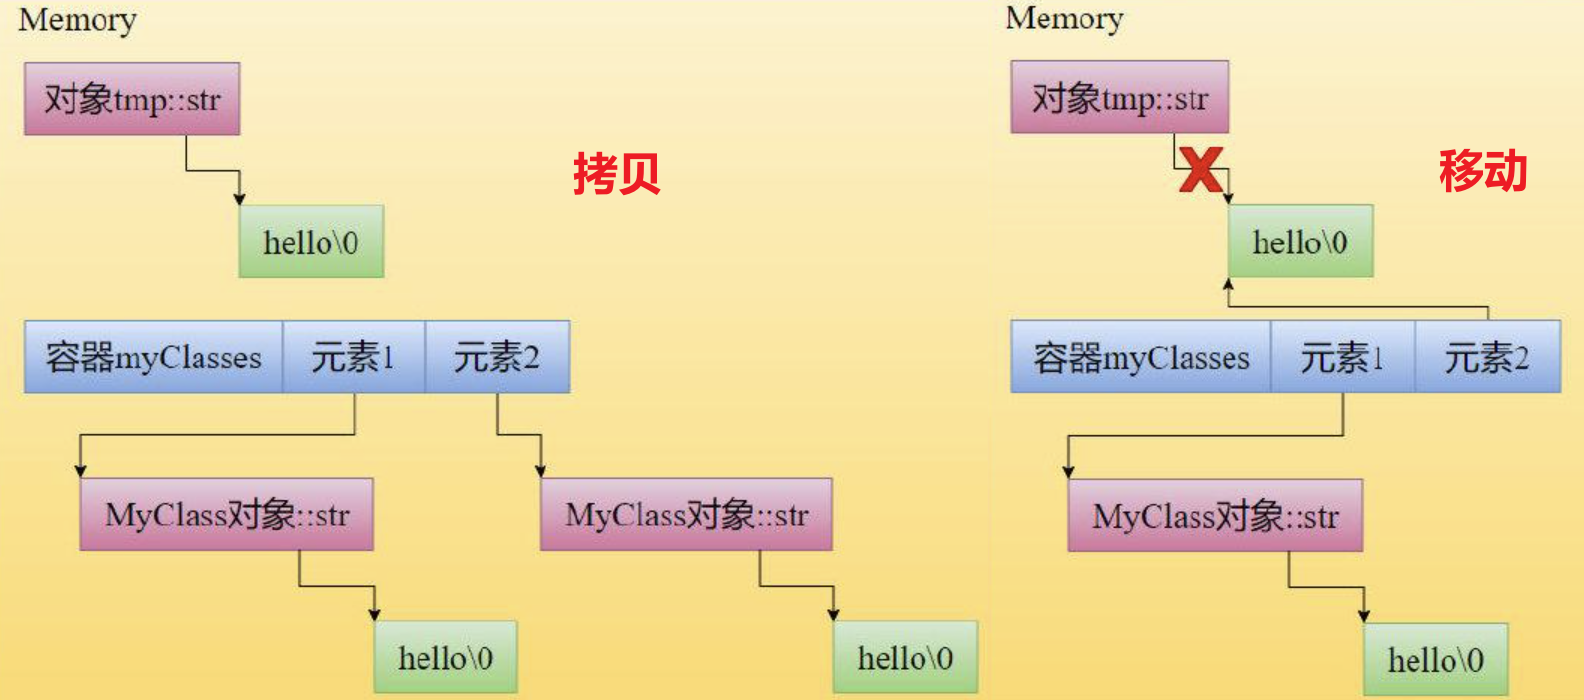 Memory
对象tmp::str
拷贝
hello\0
容器myClasses
元素1
元素2
MyClass对象::str
MyClass对象::str
hello\0
hello\0
Memory
对象tmp::str
X
移动
hello\0
容器myClasses
元素1
元素2
MyClass对象::str
hello\0